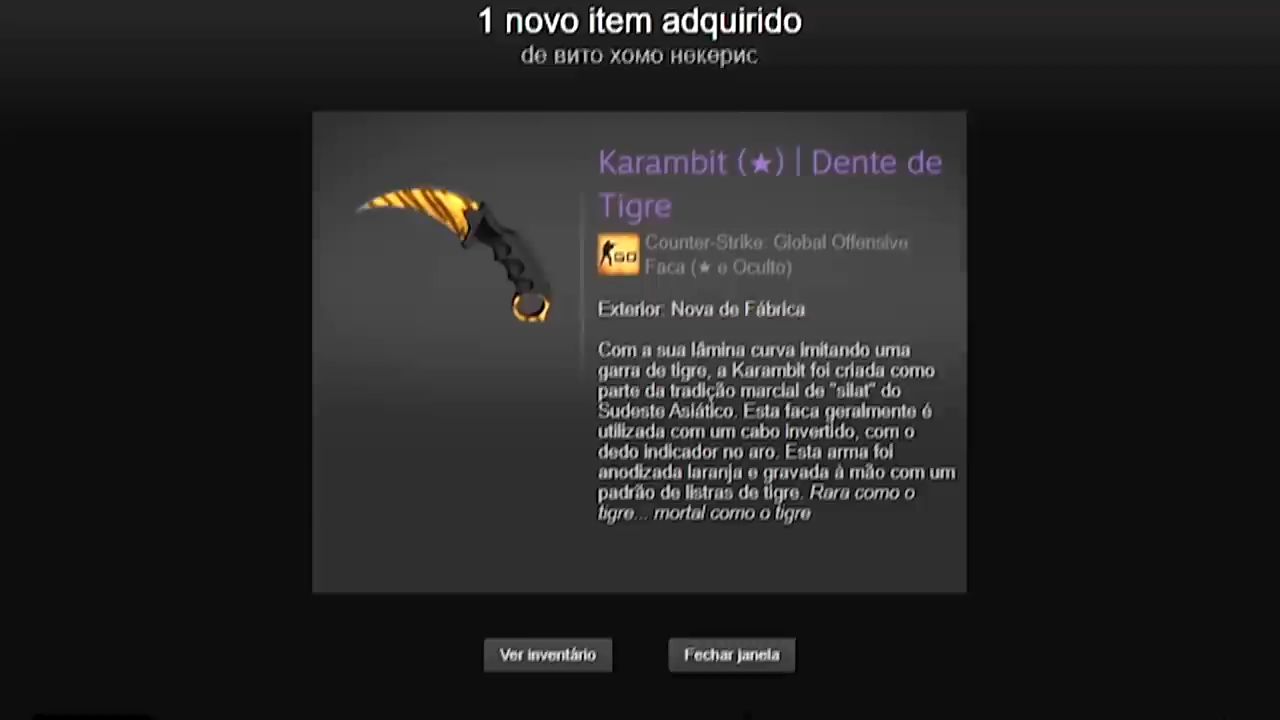 1 novo item adquirido
de вито хомо некерис
Karambit (★) | Dente de
Tigre
GO
Counter-Strike: Global Offensive
Faca (★ e Oculto)
Exterior: Nova de Fábrica
Com a sua lâmina curva imitando uma
garra de tigre, a Karambit foi criada como
parte da tradição marcial de "silat" do
Sudeste Asiático. Esta faca geralmente é
utilizada com um cabo invertido, com o
dedo indicador no aro. Esta arma foi
anodizada laranja e gravada à mão com um
padrão de listras de tigre. Rara como o
tigre... mortal como o tigre
Ver inventário
Fechar janela